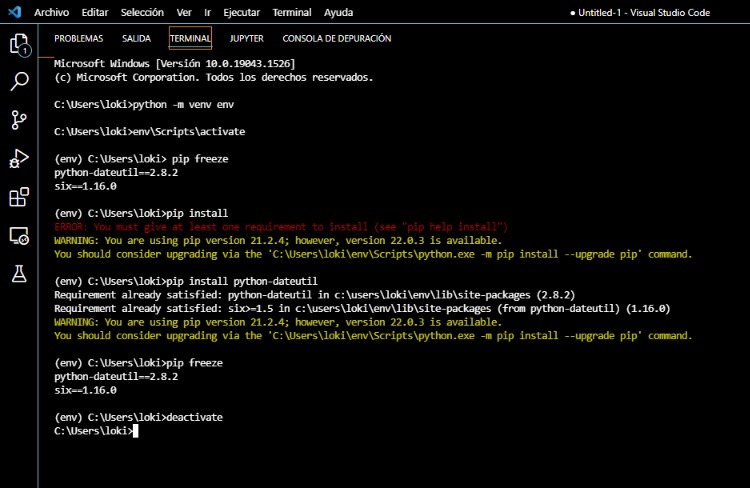 Archivo Editar Selección Ver Ir Ejecutar Terminal Ayuda ● Untitled-1 - Visual Studio Code
PROBLEMAS SALIDA TERMINAL JUPYTER CONSOLA DE DEPURACIÓN
1
Microsoft Windows [Versión 10.0.19043.1526]
(c) Microsoft Corporation. Todos los derechos reservados.
C:\Users\loki>python -m venv env
C:\Users\loki>env\Scripts\activate
(env) C:\Users\loki> pip freeze
python-dateutil==2.8.2
six==1.16.0
(env) C:\Users\loki>pip install
ERROR: You must give at least one requirement to install (see "pip help install")
WARNING: You are using pip version 21.2.4; however, version 22.0.3 is available.
You should consider upgrading via the 'C:\Users\loki\env\Scripts\python.exe -m pip install --upgrade pip' command.
(env) C:\Users\loki>pip install python-dateutil
Requirement already satisfied: python-dateutil in c:\users\loki\env\lib\site-packages (2.8.2)
Requirement already satisfied: six>=1.5 in c:\users\loki\env\lib\site-packages (from python-dateutil) (1.16.0)
WARNING: You are using pip version 21.2.4; however, version 22.0.3 is available.
You should consider upgrading via the 'C:\Users\loki\env\Scripts\python.exe -m pip install --upgrade pip' command.
(env) C:\Users\loki>pip freeze
python-dateutil==2.8.2
six==1.16.0
(env) C:\Users\loki>deactivate
C:\Users\loki>